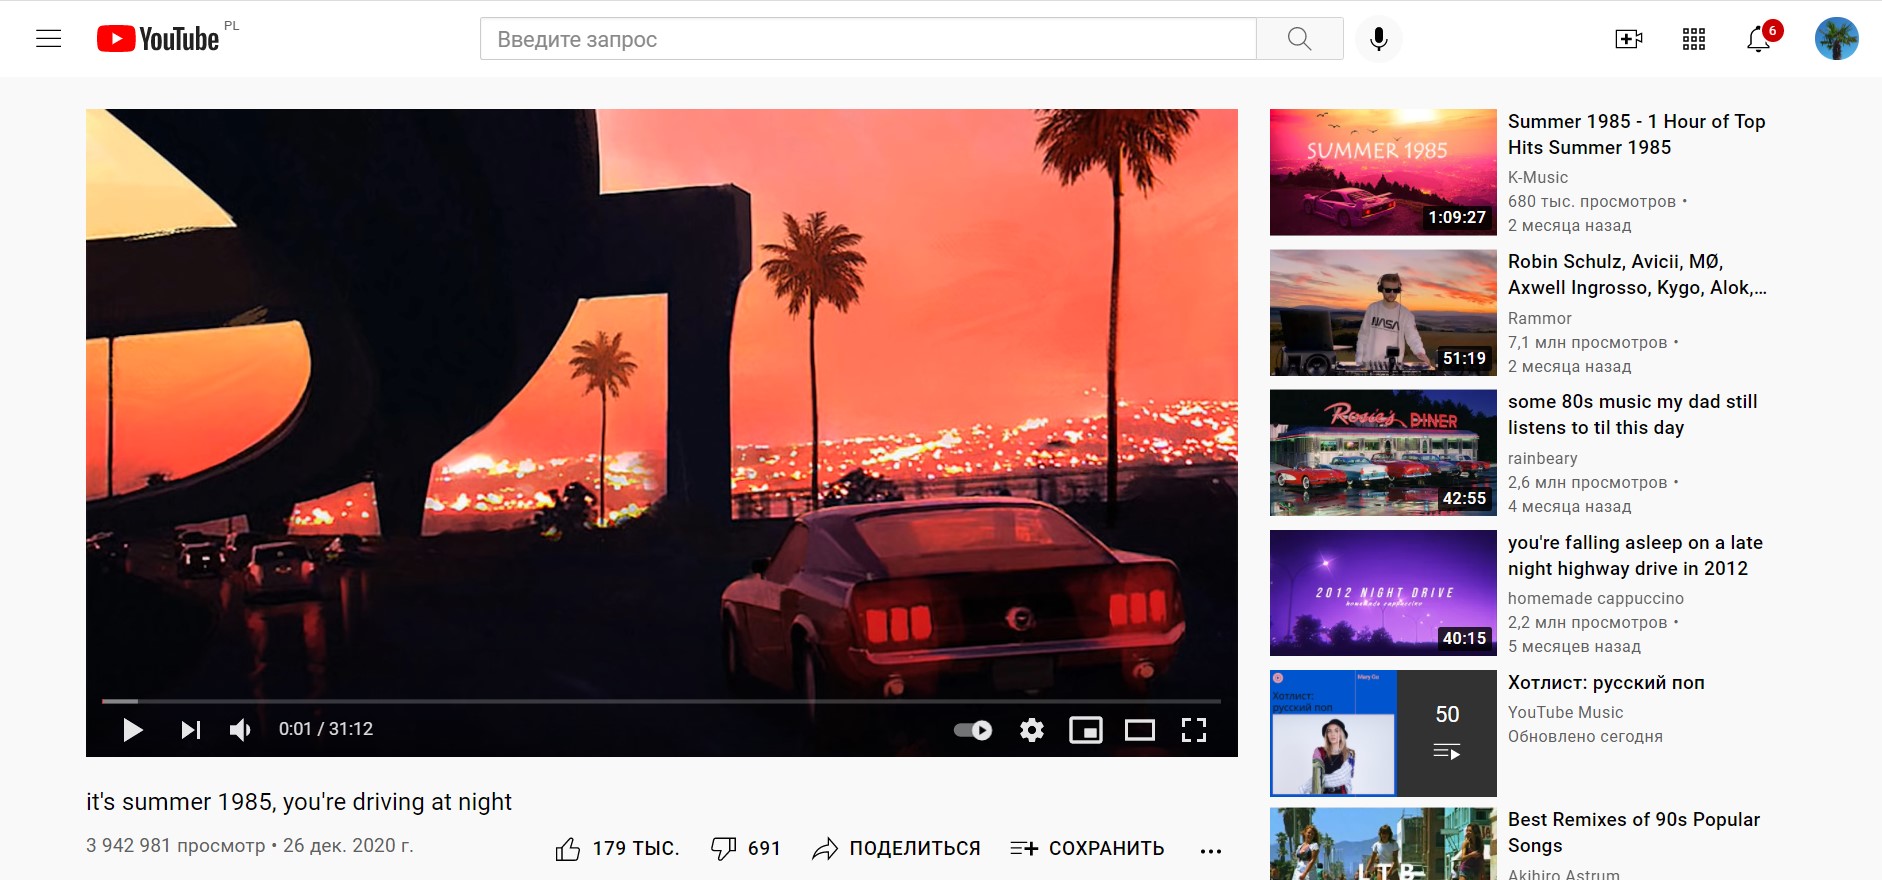 YouTube PL
Введите запрос
6
0:01 / 31:12
it's summer 1985, you're driving at night
3 942 981 просмотр • 26 дек. 2020 г.
179 ТЫС.
691
ПОДЕЛИТЬСЯ
СОХРАНИТЬ
SUMMER 1985
1:09:27
Summer 1985 - 1 Hour of Top
Hits Summer 1985
K-Music
680 тыс. просмотров •
2 месяца назад
NASA
51:19
Robin Schulz, Avicii, MØ,
Axwell Ingrosso, Kygo, Alok,...
Rammor
7,1 млн просмотров •
2 месяца назад
Rosie's DINER
42:55
some 80s music my dad still
listens to til this day
rainbeary
2,6 млн просмотров •
4 месяца назад
2012 NIGHT DRIVE
homemade cappuccino
40:15
you're falling asleep on a late
night highway drive in 2012
homemade cappuccino
2,2 млн просмотров •
5 месяцев назад
Mary Gu
Хотлист:
русский поп
50
Хотлист: русский поп
YouTube Music
Обновлено сегодня
Best Remixes of 90s Popular
Songs
Akihiro Astrum